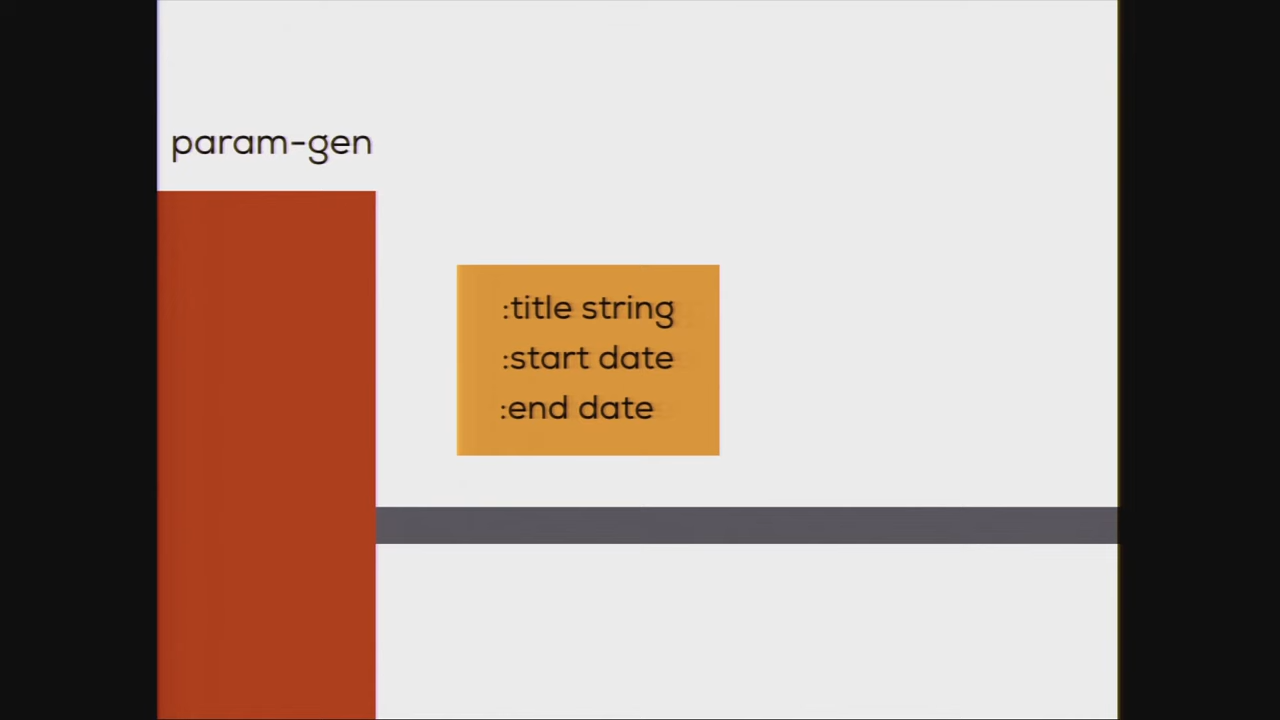 param-gen
:title string
:start date
:end date